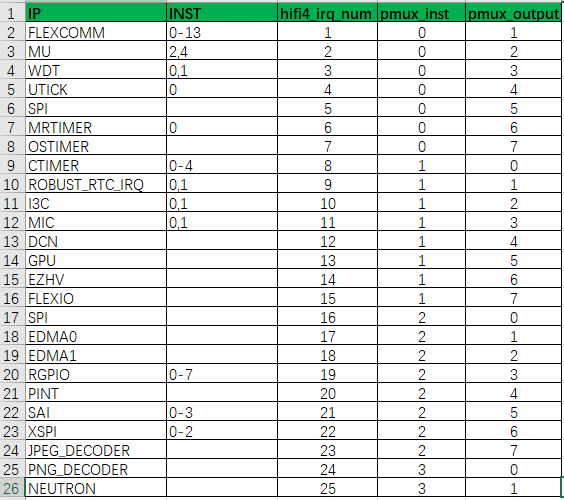 1 IP INST hifi4_irq_num pmux_inst pmux_output
2 FLEXCOMM 0-13 1 0 1
3 MU 2,4 2 0 2
4 WDT 0,1 3 0 3
5 UTICK 0 4 0 4
6 SPI 5 0 5
7 MRTIMER 0 6 0 6
8 OSTIMER 7 0 7
9 CTIMER 0-4 8 1 0
10 ROBUST_RTC_IRQ 0,1 9 1 1
11 I3C 0,1 10 1 2
12 MIC 0,1 11 1 3
13 DCN 12 1 4
14 GPU 13 1 5
15 EZHV 14 1 6
16 FLEXIO 15 1 7
17 SPI 16 2 0
18 EDMA0 17 2 1
19 EDMA1 18 2 2
20 RGPIO 0-7 19 2 3
21 PINT 20 2 4
22 SAI 0-3 21 2 5
23 XSPI 0-2 22 2 6
24 JPEG_DECODER 23 2 7
25 PNG_DECODER 24 3 0
26 NEUTRON 25 3 1